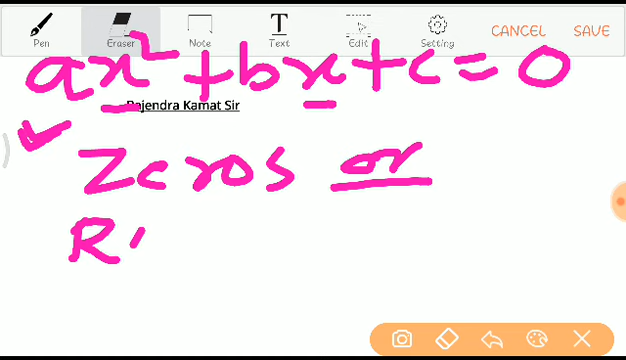 Pen Eraser Note Text Edit Setting CANCEL SAVE
ax²+bx+c=0
Rajendra Kamat Sir
Zeros or
R